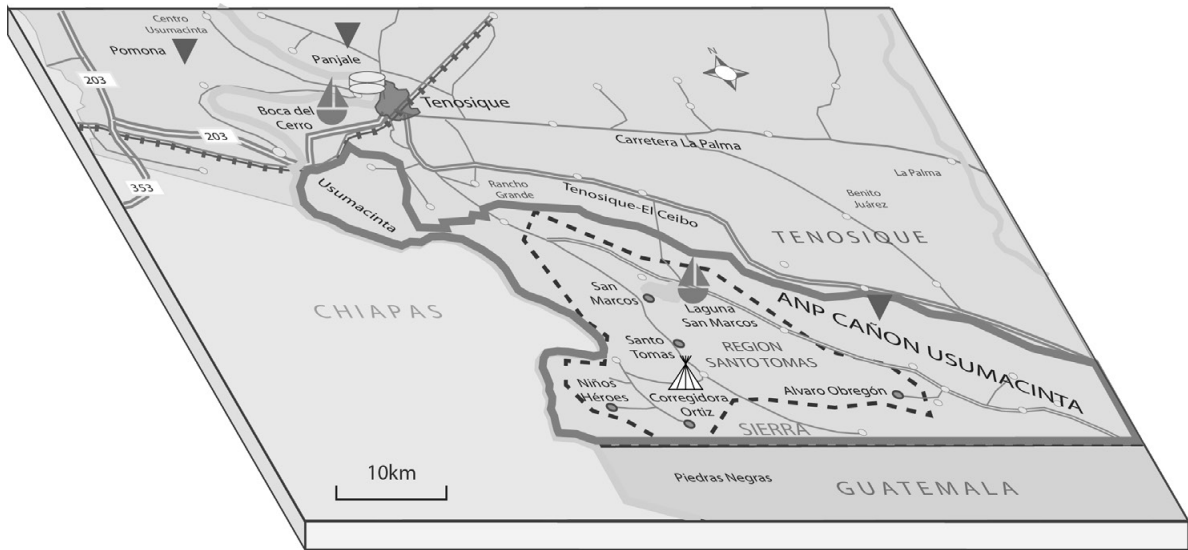 Centro
Usumacinta
Pomona
Panjale
203
N
Boca del
Cerro
Tenosique
203
Carretera La Palma
La Palma
353
Usumacinta
Rancho
Grande
Tenosique-El Ceibo
Benito
Juárez
TENOSIQUE
CHIAPAS
San
Marcos
Laguna
San Marcos
ANP CAÑON USUMACINTA
Santo
Tomas
REGION
SANTO TOMAS
Niños
Héroes
Corregidora
Ortiz
Alvaro Obregón
SIERRA
10km
Piedras Negras
GUATEMALA